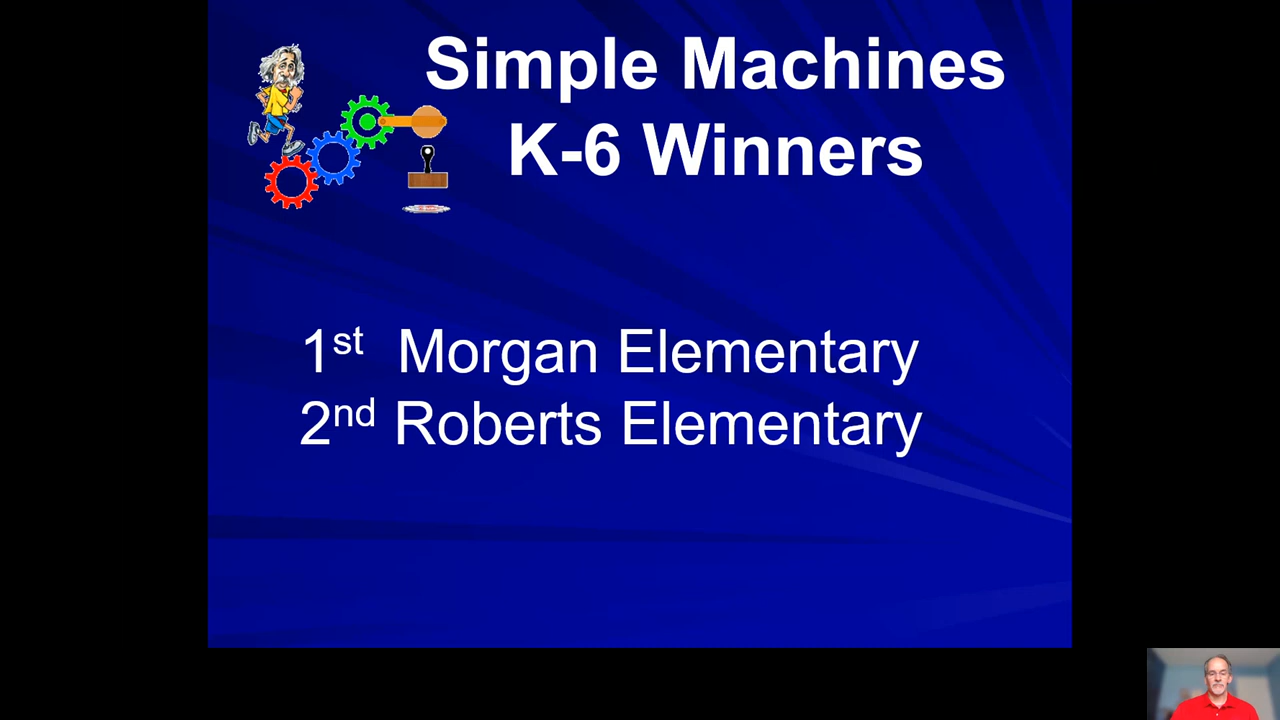 Simple Machines
K-6 Winners
1st Morgan Elementary
2nd Roberts Elementary